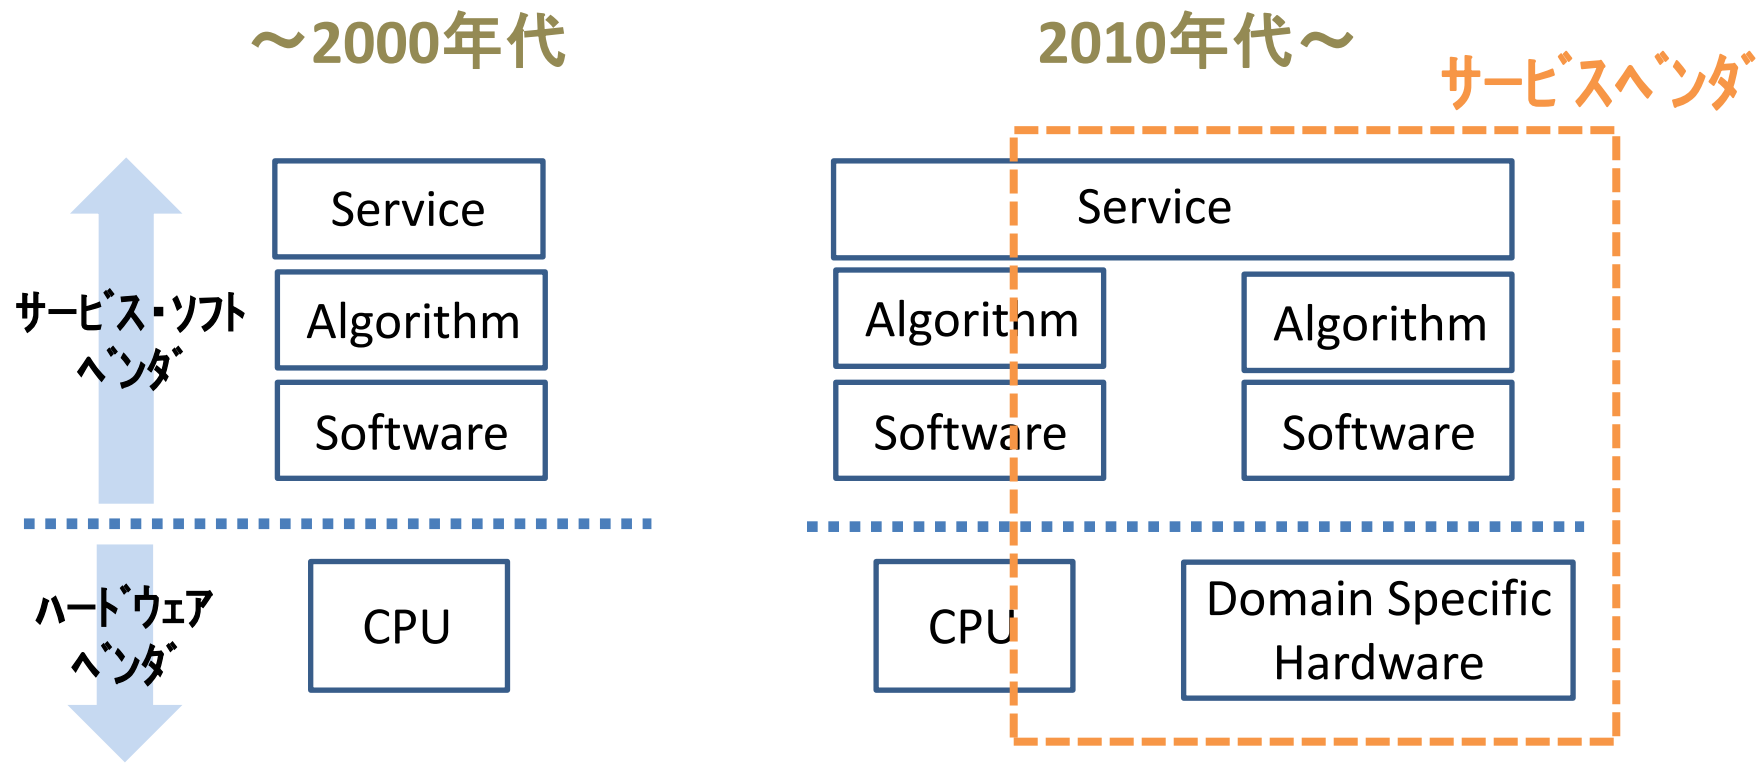 ～2000年代
2010年代～
サービスベンダ
Service
Algorithm
Software
サービス・ソフト
ベンダ
CPU
ハードウェア
ベンダ
Service
Algorithm
Algorithm
Software
Software
CPU
Domain Specific
Hardware